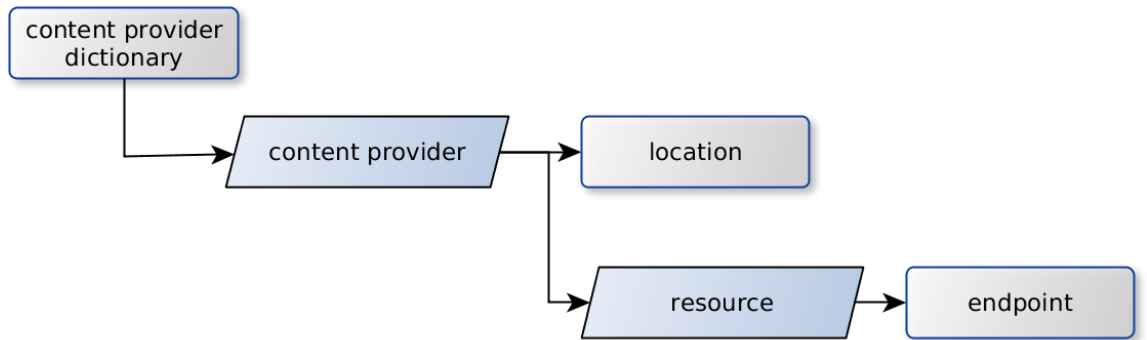 content provider
dictionary
content provider
location
resource
endpoint